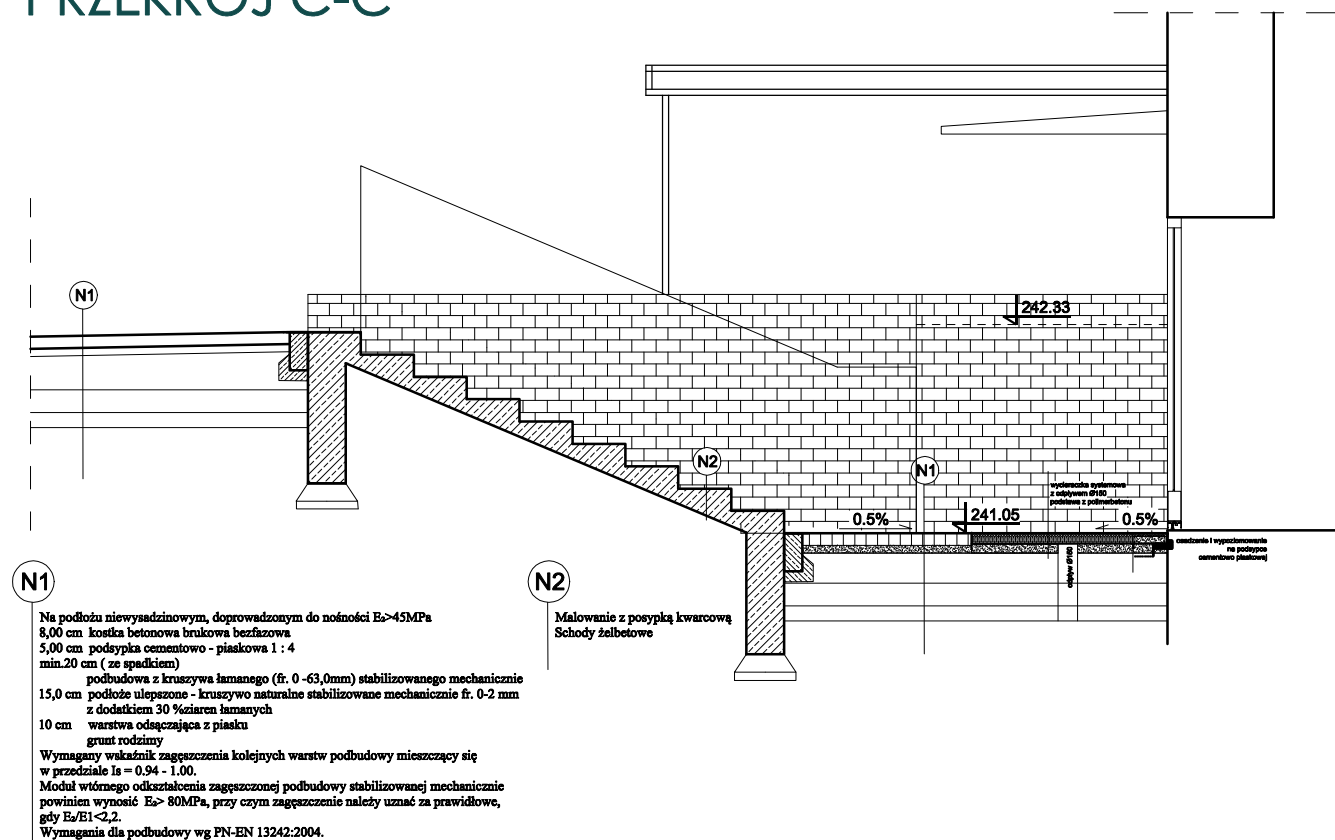 PRZEKRÓJ C-C
N1
242.33
N2
N1
wycieraczka systemowa
z odpływem Ø150
podstawa z polimerbetonu
0.5%
241.05
0.5%
osadzenie i wypoziomowanie
na podsypce
cementowo piaskowej
odpływ Ø150
N1
Na podłożu niewysadzinowym, doprowadzonym do nośności E₂>45MPa
8,00 cm kostka betonowa brukowa bezfazowa
5,00 cm podsypka cementowo - piaskowa 1 : 4
min.20 cm ( ze spadkiem)
podbudowa z kruszywa łamanego (fr. 0 -63,0mm) stabilizowanego mechanicznie
15,0 cm podłoże ulepszone - kruszywo naturalne stabilizowane mechanicznie fr. 0-2 mm
z dodatkiem 30 %ziaren łamanych
10 cm warstwa odsączająca z piasku
grunt rodzimy
Wymagany wskaźnik zagęszczenia kolejnych warstw podbudowy mieszczący się
w przedziale Is = 0.94 - 1.00.
Moduł wtórnego odkształcenia zagęszczonej podbudowy stabilizowanej mechanicznie
powinien wynosić E₂> 80MPa, przy czym zagęszczenie należy uznać za prawidłowe,
gdy E₂/E1<2,2.
Wymagania dla podbudowy wg PN-EN 13242:2004.
N2
Malowanie z posypką kwarcową
Schody żelbetowe